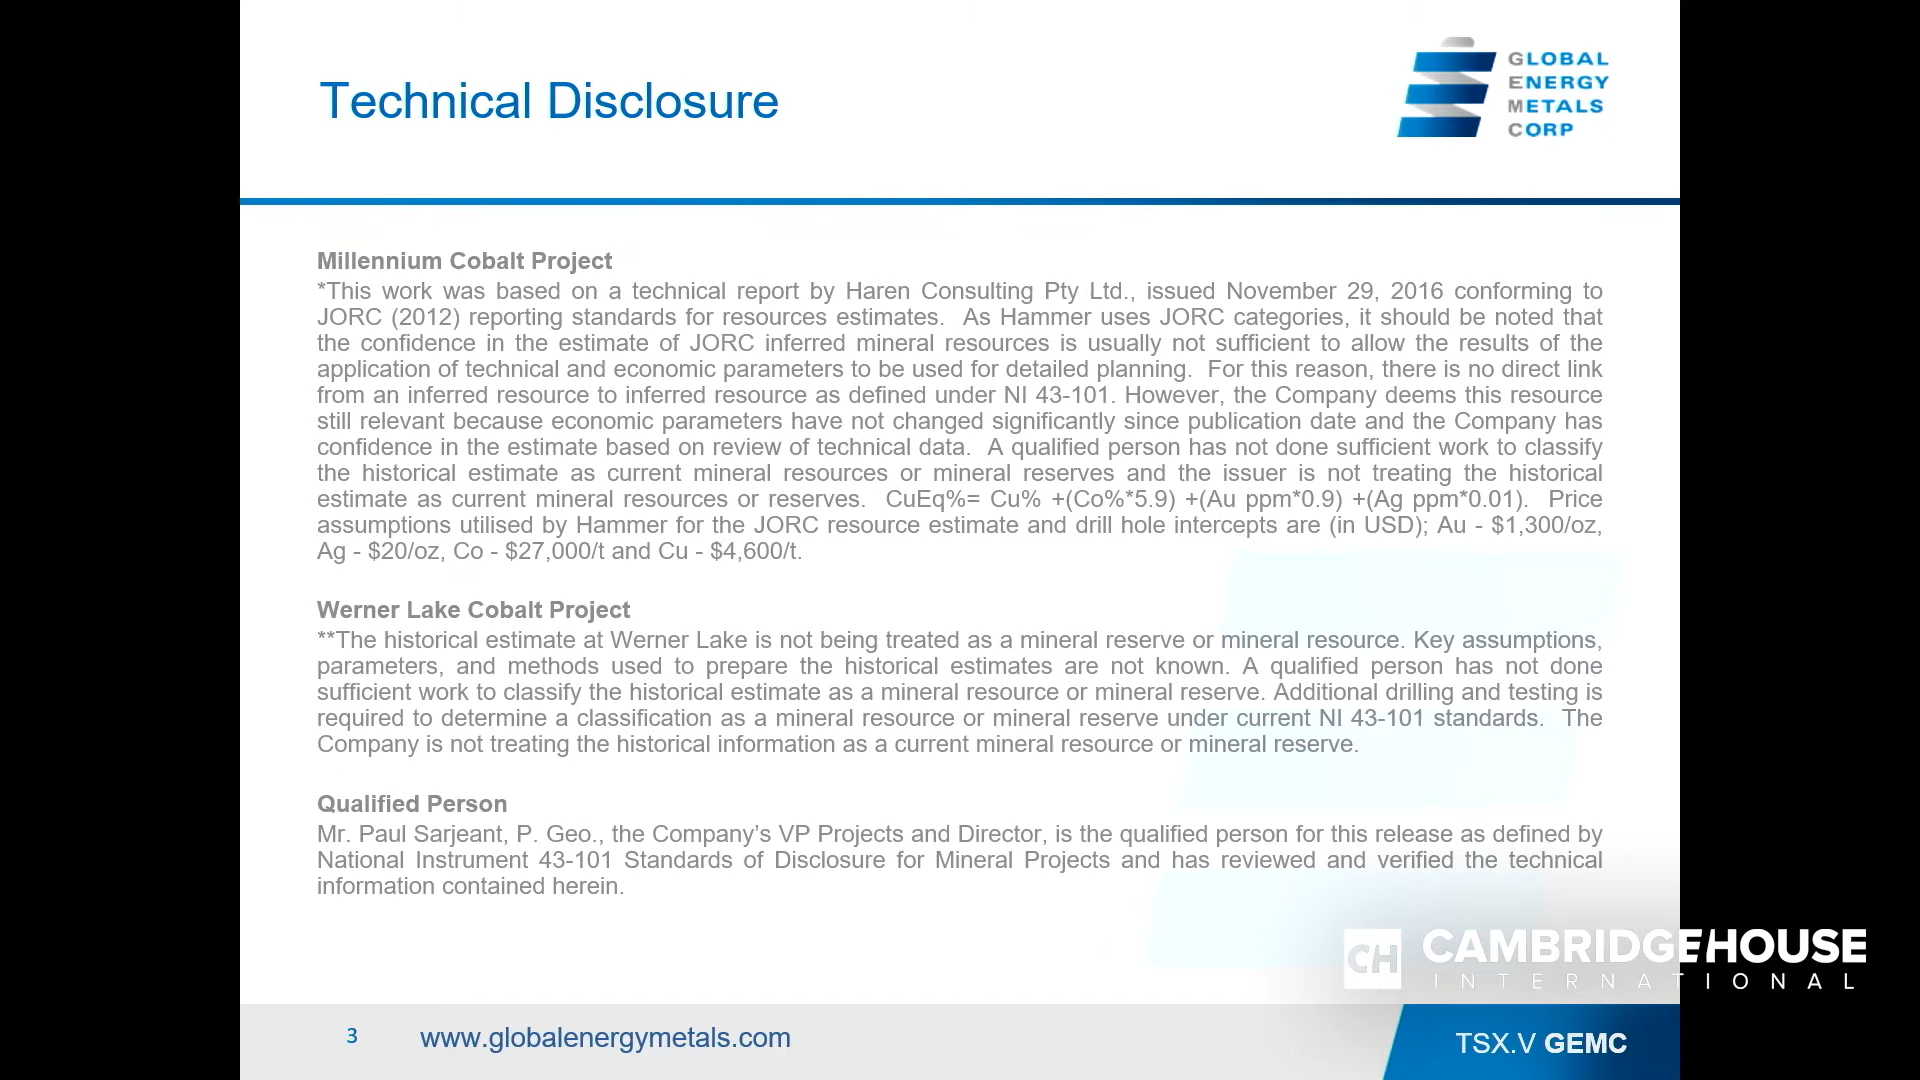 Technical Disclosure
GLOBAL
ENERGY
METALS
CORP
Millennium Cobalt Project
*This work was based on a technical report by Haren Consulting Pty Ltd., issued November 29, 2016 conforming to
JORC (2012) reporting standards for resources estimates. As Hammer uses JORC categories, it should be noted that
the confidence in the estimate of JORC inferred mineral resources is usually not sufficient to allow the results of the
application of technical and economic parameters to be used for detailed planning. For this reason, there is no direct link
from an inferred resource to inferred resource as defined under NI 43-101. However, the Company deems this resource
still relevant because economic parameters have not changed significantly since publication date and the Company has
confidence in the estimate based on review of technical data. A qualified person has not done sufficient work to classify
the historical estimate as current mineral resources or mineral reserves and the issuer is not treating the historical
estimate as current mineral resources or reserves. CuEq%= Cu% +(Co%*5.9) +(Au ppm*0.9) +(Ag ppm*0.01). Price
assumptions utilised by Hammer for the JORC resource estimate and drill hole intercepts are (in USD); Au - $1,300/oz,
Ag - $20/oz, Co - $27,000/t and Cu - $4,600/t.
Werner Lake Cobalt Project
**The historical estimate at Werner Lake is not being treated as a mineral reserve or mineral resource. Key assumptions,
parameters, and methods used to prepare the historical estimates are not known. A qualified person has not done
sufficient work to classify the historical estimate as a mineral resource or mineral reserve. Additional drilling and testing is
required to determine a classification as a mineral resource or mineral reserve under current NI 43-101 standards. The
Company is not treating the historical information as a current mineral resource or mineral reserve.
Qualified Person
Mr. Paul Sarjeant, P. Geo., the Company’s VP Projects and Director, is the qualified person for this release as defined by
National Instrument 43-101 Standards of Disclosure for Mineral Projects and has reviewed and verified the technical
information contained herein.
CH CAMBRIDGEHOUSE
INTERNATIONAL
3 www.globalenergymetals.com
TSX.V GEMC